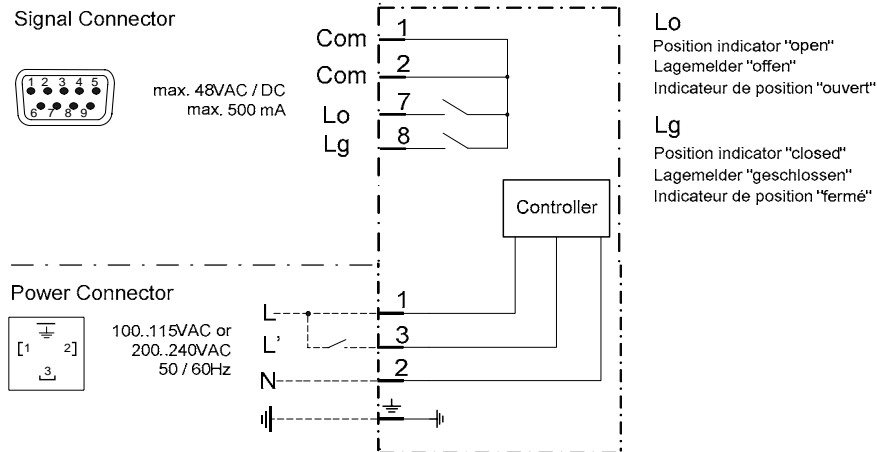 Signal Connector
1 2 3 4 5
6 7 8 9
max. 48VAC / DC
max. 500 mA
Com 1
Com 2
Lo 7
Lg 8
Lo
Position indicator "open"
Lagemelder "offen"
Indicateur de position "ouvert"
Lg
Position indicator "closed"
Lagemelder "geschlossen"
Indicateur de position "fermé"
Controller
Power Connector
1 2
3
100..115VAC or
200..240VAC
50 / 60Hz
L 1
L' 3
N 2